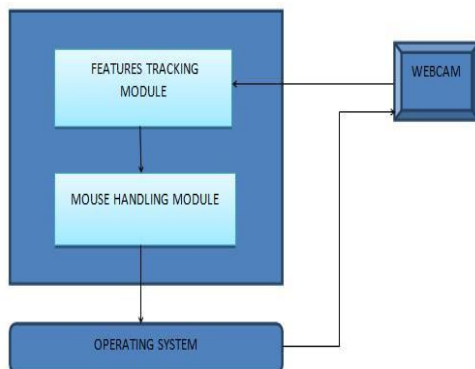 FEATURES TRACKING
MODULE
WEBCAM
MOUSE HANDLING MODULE
OPERATING SYSTEM